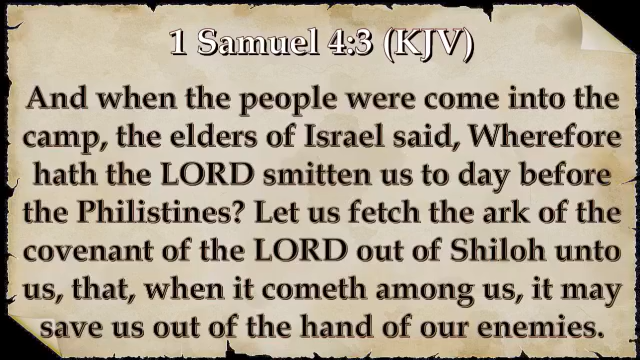 1 Samuel 4:3 (KJV)
And when the people were come into the
camp, the elders of Israel said, Wherefore
hath the LORD smitten us to day before
the Philistines? Let us fetch the ark of the
covenant of the LORD out of Shiloh unto
us, that, when it cometh among us, it may
save us out of the hand of our enemies.